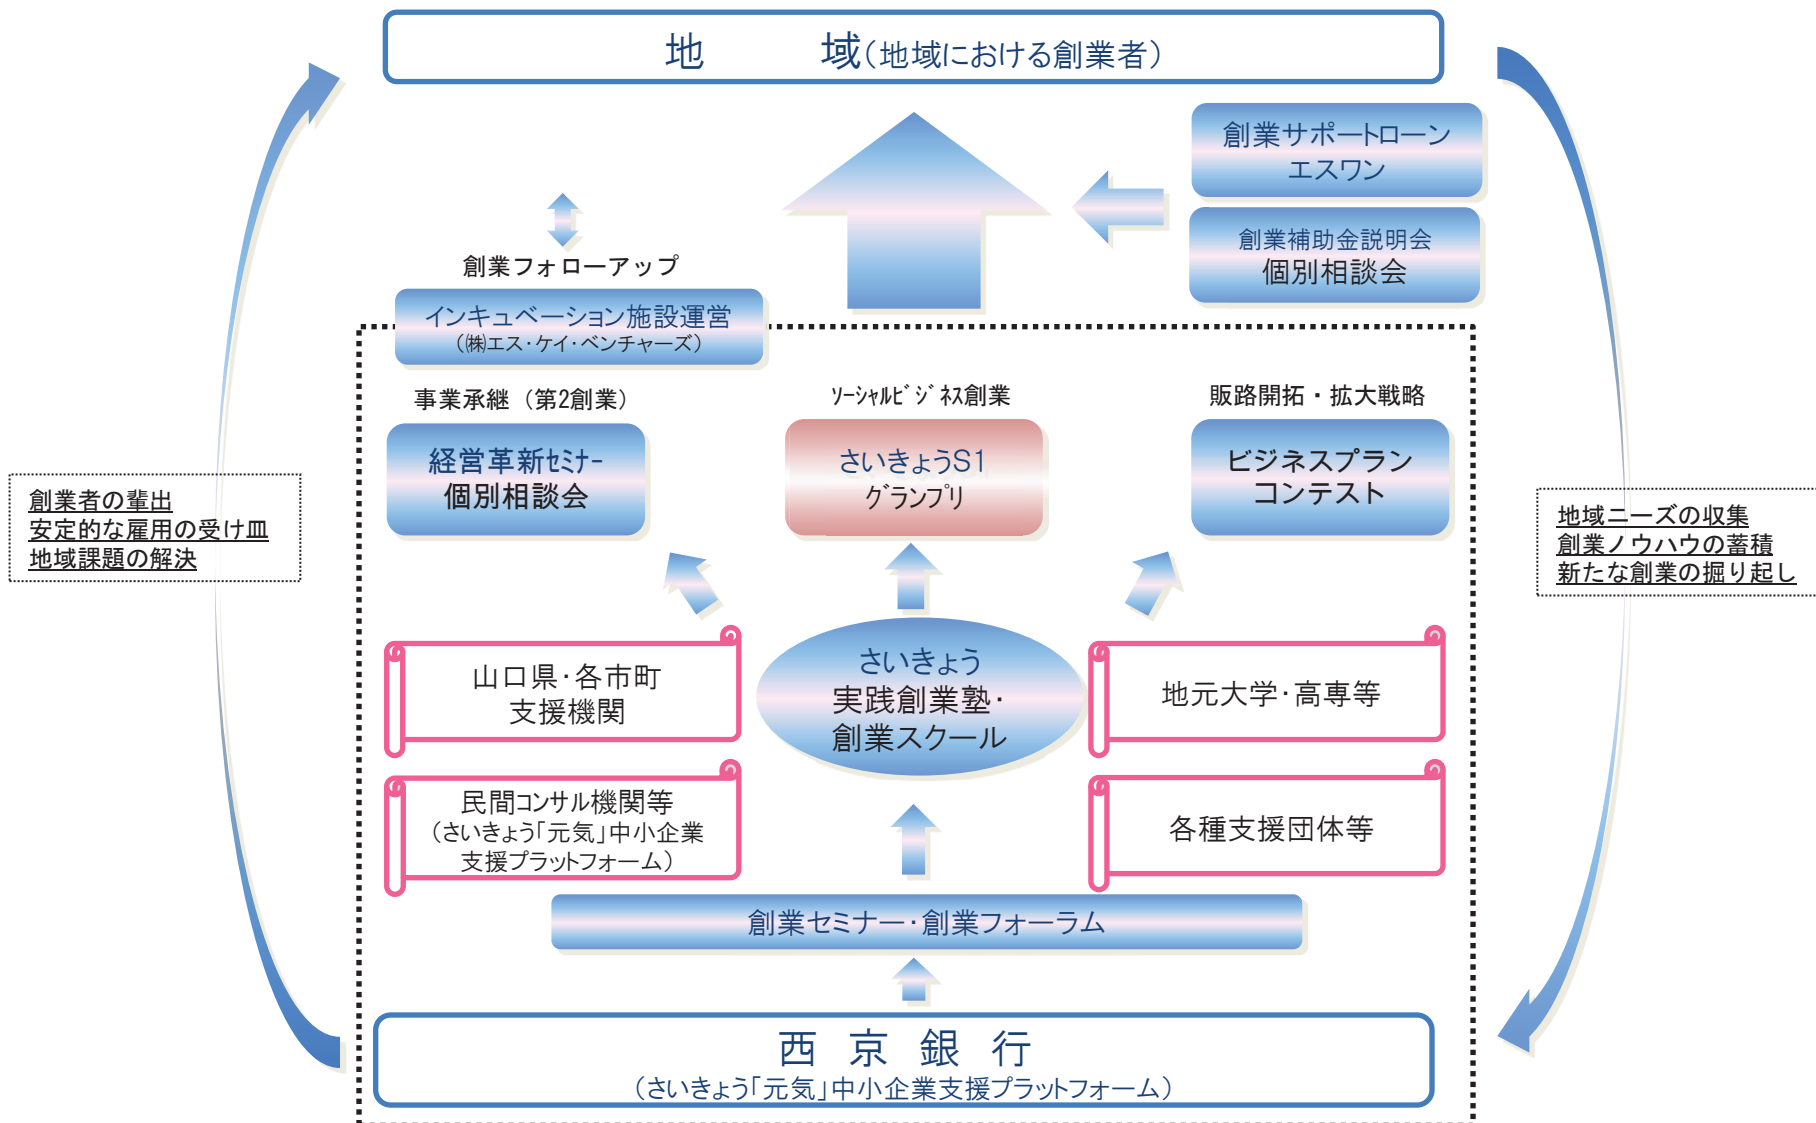 地　域（地域における創業者）
創業サポートローン
エスワン
創業補助金説明会
個別相談会
創業フォローアップ
インキュベーション施設運営
（㈱エス・ケイ・ベンチャーズ）
事業承継（第2創業）
経営革新ｾﾐﾅｰ
個別相談会
ｿｰｼｬﾙﾋﾞｼﾞﾈｽ創業
さいきょうS1
グランプリ
販路開拓・拡大戦略
ビジネスプラン
コンテスト
創業者の輩出
安定的な雇用の受け皿
地域課題の解決
地域ニーズの収集
創業ノウハウの蓄積
新たな創業の掘り起し
山口県・各市町
支援機関
さいきょう
実践創業塾・
創業スクール
地元大学・高専等
民間コンサル機関等
（さいきょう「元気」中小企業
支援プラットフォーム）
各種支援団体等
創業セミナー・創業フォーラム
西 京 銀 行
（さいきょう「元気」中小企業支援プラットフォーム）